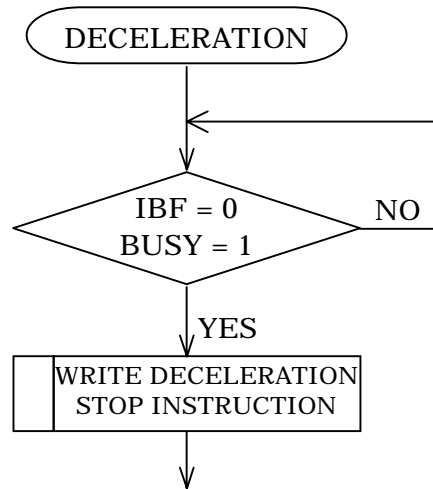 DECELERATION
IBF = 0
BUSY = 1
NO
YES
WRITE DECELERATION
STOP INSTRUCTION